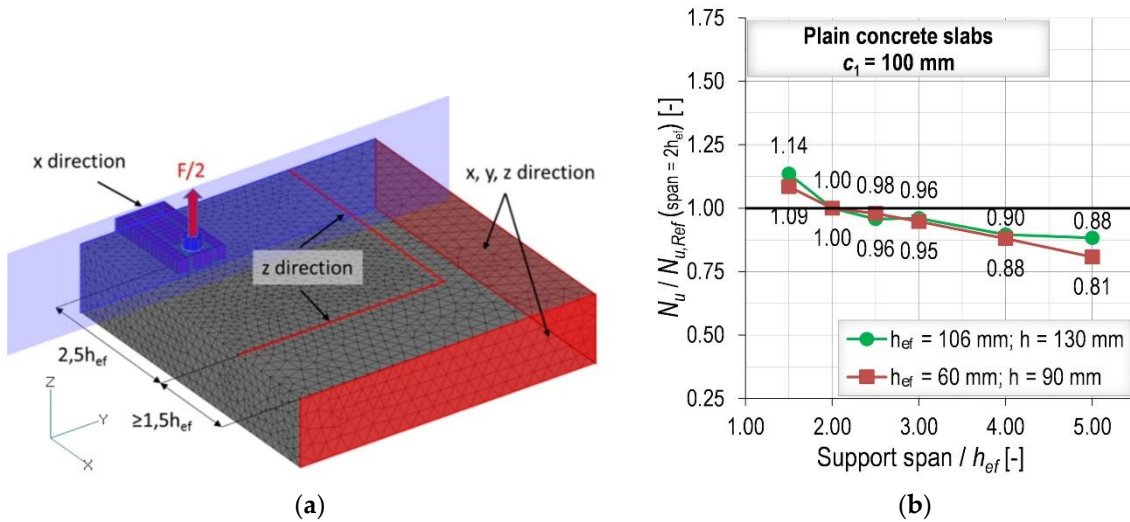 x direction
F/2
x, y, z direction
z direction
2,5hef
≥1,5hef
Z
Y
X
(a)
Nu / Nu,Ref (span = 2hef) [-]
1.75
1.50
1.25
1.00
0.75
0.50
0.25
Plain concrete slabs
c1 = 100 mm
1.14
1.00
0.98
0.96
0.90
0.88
1.09
1.00
0.96
0.95
0.88
0.81
hef = 106 mm; h = 130 mm
hef = 60 mm; h = 90 mm
1.00 2.00 3.00 4.00 5.00
Support span / hef [-]
(b)